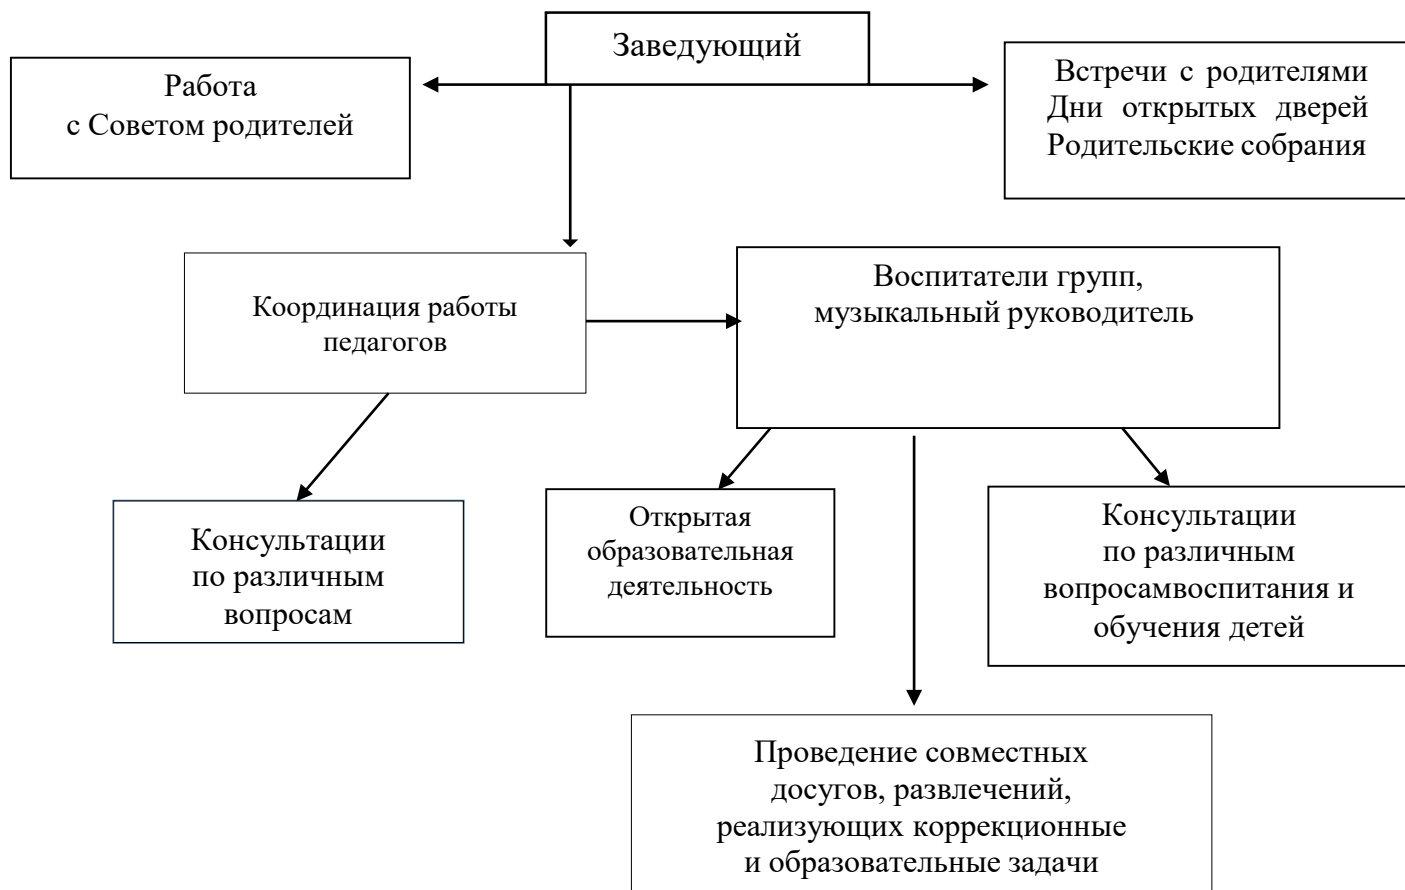 Заведующий
Работа
с Советом родителей
Встречи с родителями
Дни открытых дверей
Родительские собрания
Координация работы
педагогов
Воспитатели групп,
музыкальный руководитель
Консультации
по различным
вопросам
Открытая
образовательная
деятельность
Консультации
по различным
вопросамвоспитания и
обучения детей
Проведение совместных
досугов, развлечений,
реализующих коррекционные
и образовательные задачи